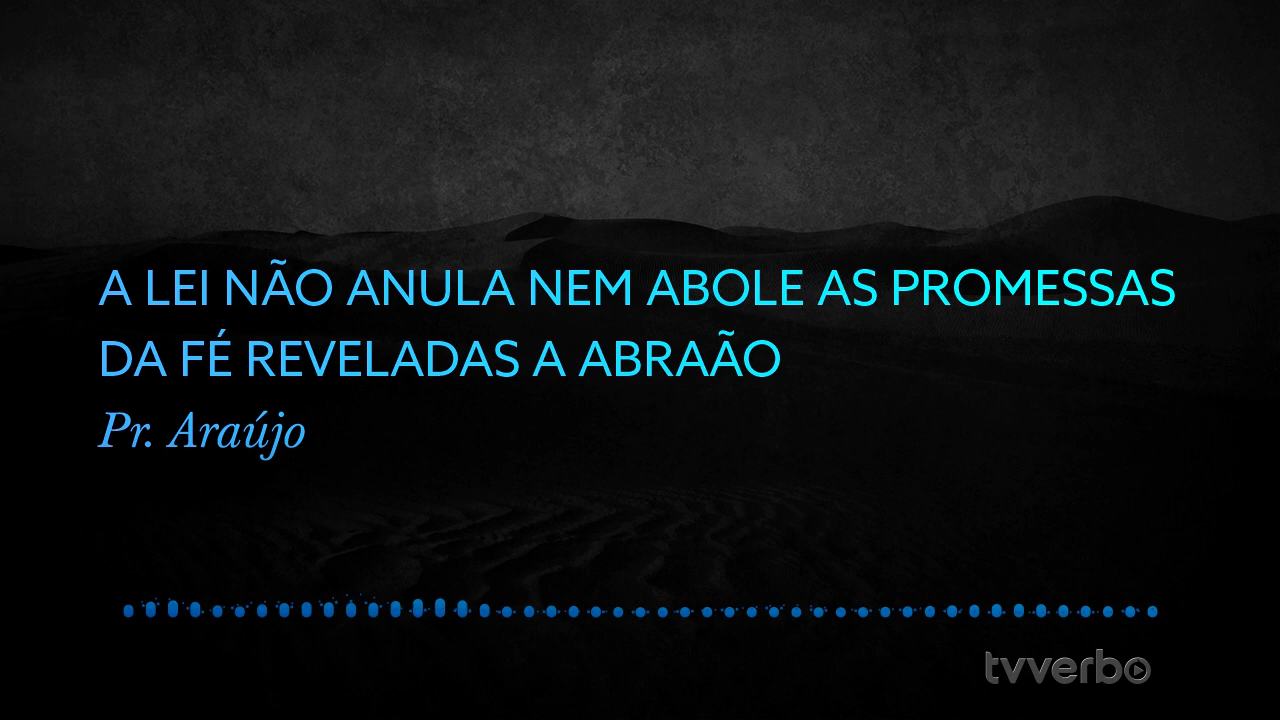 A LEI NÃO ANULA NEM ABOLE AS PROMESSAS
DA FÉ REVELADAS A ABRAÃO
Pr. Araújo
tvverbo